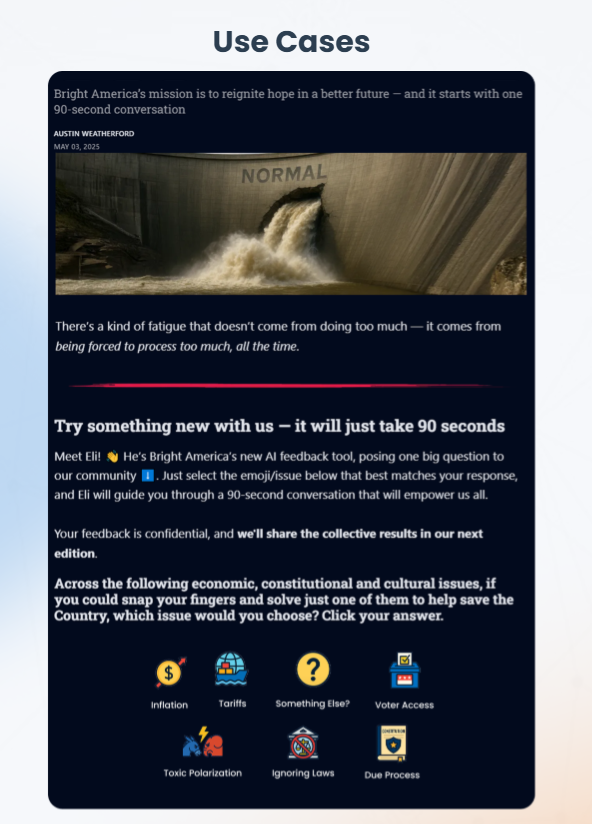 Use Cases
Bright America's mission is to reignite hope in a better future — and it starts with one
90-second conversation
AUSTIN WEATHERFORD
MAY 03, 2025
NORMAL
There's a kind of fatigue that doesn't come from doing too much — it comes from
being forced to process too much, all the time.
Try something new with us — it will just take 90 seconds
Meet Eli! 👋 He's Bright America's new AI feedback tool, posing one big question to
our community ⬇️. Just select the emoji/issue below that best matches your response,
and Eli will guide you through a 90-second conversation that will empower us all.
Your feedback is confidential, and we'll share the collective results in our next
edition.
Across the following economic, constitutional and cultural issues, if
you could snap your fingers and solve just one of them to help save the
Country, which issue would you choose? Click your answer.
$ ?
Inflation Tariffs Something Else? Voter Access
Toxic Polarization Ignoring Laws Due Process